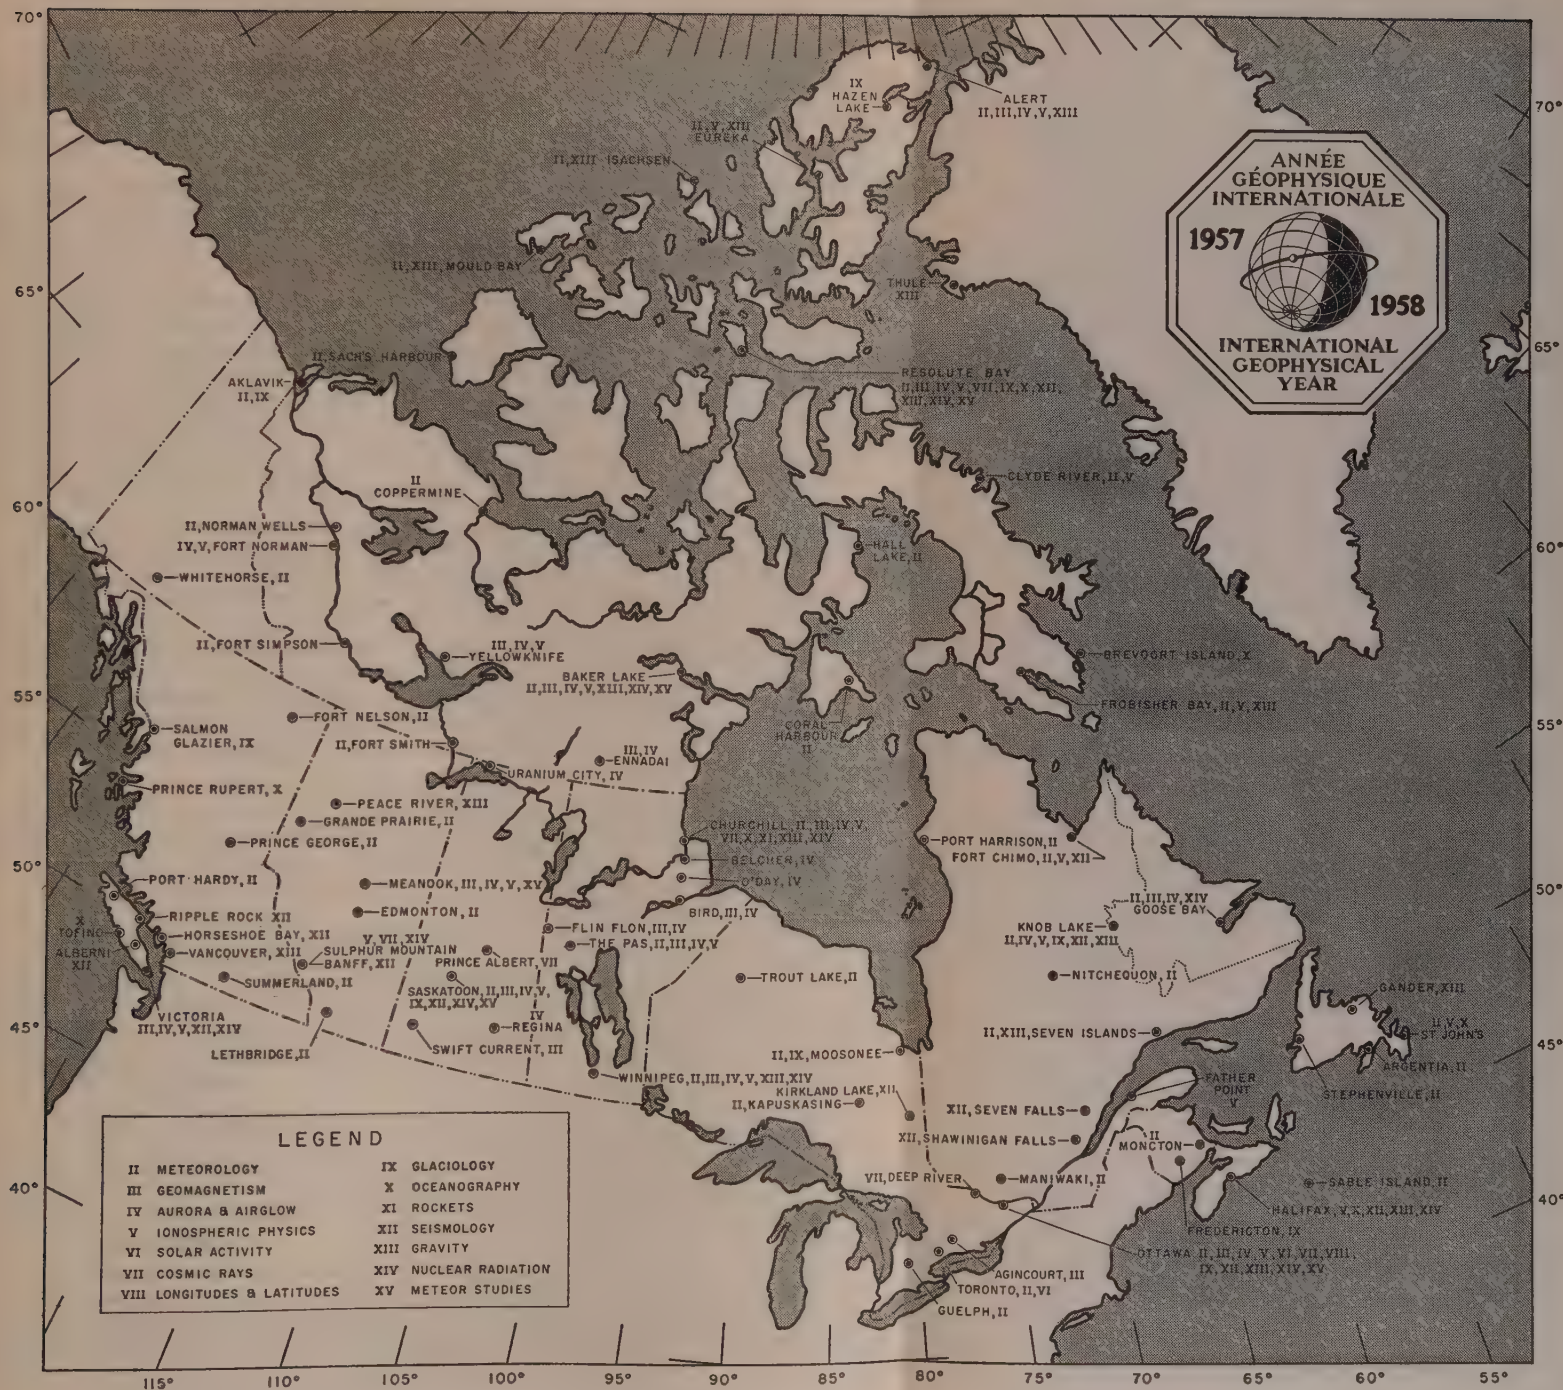 70°
IX
HAZEN
LAKE
ALERT
II, III, IV, V, XIII
70°
II, V, XIII
EUREKA
II, XIII ISACHSEN
ANNÉE
GÉOPHYSIQUE
INTERNATIONALE
1957
1958
INTERNATIONAL
GEOPHYSICAL
YEAR
II, XIII, MOULD BAY
THULE
XIII
65°
65°
II, SACHS HARBOUR
AKLAVIK
II, IX
RESOLUTE BAY
II, III, IV, V, VII, IX, X, XII,
XIII, XIV, XV
II
COPPERMINE
CLYDE RIVER, II, V
60°
II, NORMAN WELLS
IV, V, FORT NORMAN
HALL
LAKE, II
60°
WHITEHORSE, II
II, FORT SIMPSON
III, IV, V
YELLOWKNIFE
BAKER LAKE
II, III, IV, V, XIII, XIV, XV
BREVOORT ISLAND, X
55°
FROBISHER BAY, II, V, XIII
FORT NELSON, II
SALMON
GLAZIER, IX
CORAL
HARBOUR
II
55°
II, FORT SMITH
III, IV
ENNADAI
URANIUM CITY, IV
PRINCE RUPERT, X
PEACE RIVER, XIII
GRANDE PRAIRIE, II
CHURCHILL, II, III, IV, V,
VII, X, XI, XIII, XIV
PRINCE GEORGE, II
PORT HARRISON, II
FORT CHIMO, II, V, XII
BELCHER, IV
50°
PORT HARDY, II
MEANOOK, III, IV, V, XV
O'DAY, IV
50°
EDMONTON, II
BIRD, III, IV
II, III, IV, XIV
GOOSE BAY
RIPPLE ROCK XII
X
TOFINO
HORSESHOE BAY, XII
FLIN FLON, III, IV
KNOB LAKE
II, IV, V, IX, XII, XIII
V, VII, XIV
SULPHUR MOUNTAIN
BANFF, XII
THE PAS, II, III, IV, V
ALBERNI
XII
VANCOUVER, XIII
PRINCE ALBERT, VII
SUMMERLAND, II
TROUT LAKE, II
NITCHEQUON, II
SASKATOON, II, III, IV, V,
IX, XII, XIV, XV
GANDER, XIII
VICTORIA
III, IV, V, XII, XIV
IV
REGINA
II, XIII, SEVEN ISLANDS
II, V, X
ST JOHN'S
45°
LETHBRIDGE, II
SWIFT CURRENT, III
II, IX, MOOSONEE
45°
ARGENTIA, II
WINNIPEG, II, III, IV, V, XIII, XIV
KIRKLAND LAKE, XII
II, KAPUSKASING
FATHER
POINT
V
STEPHENVILLE, II
XII, SEVEN FALLS
XII, SHAWINIGAN FALLS
II
MONCTON
VII, DEEP RIVER
MANIWAKI, II
SABLE ISLAND, II
40°
40°
HALIFAX, V, X, XII, XIII, XIV
FREDERICTON, IX
OTTAWA II, III, IV, V, VI, VII, VIII,
IX, XII, XIII, XIV, XV
AGINCOURT, III
TORONTO, II, VI
GUELPH, II
LEGEND
II METEOROLOGY
III GEOMAGNETISM
IV AURORA & AIRGLOW
V IONOSPHERIC PHYSICS
VI SOLAR ACTIVITY
VII COSMIC RAYS
VIII LONGITUDES & LATITUDES
IX GLACIOLOGY
X OCEANOGRAPHY
XI ROCKETS
XII SEISMOLOGY
XIII GRAVITY
XIV NUCLEAR RADIATION
XV METEOR STUDIES
115°
110°
105°
100°
95°
90°
85°
80°
75°
70°
65°
60°
55°